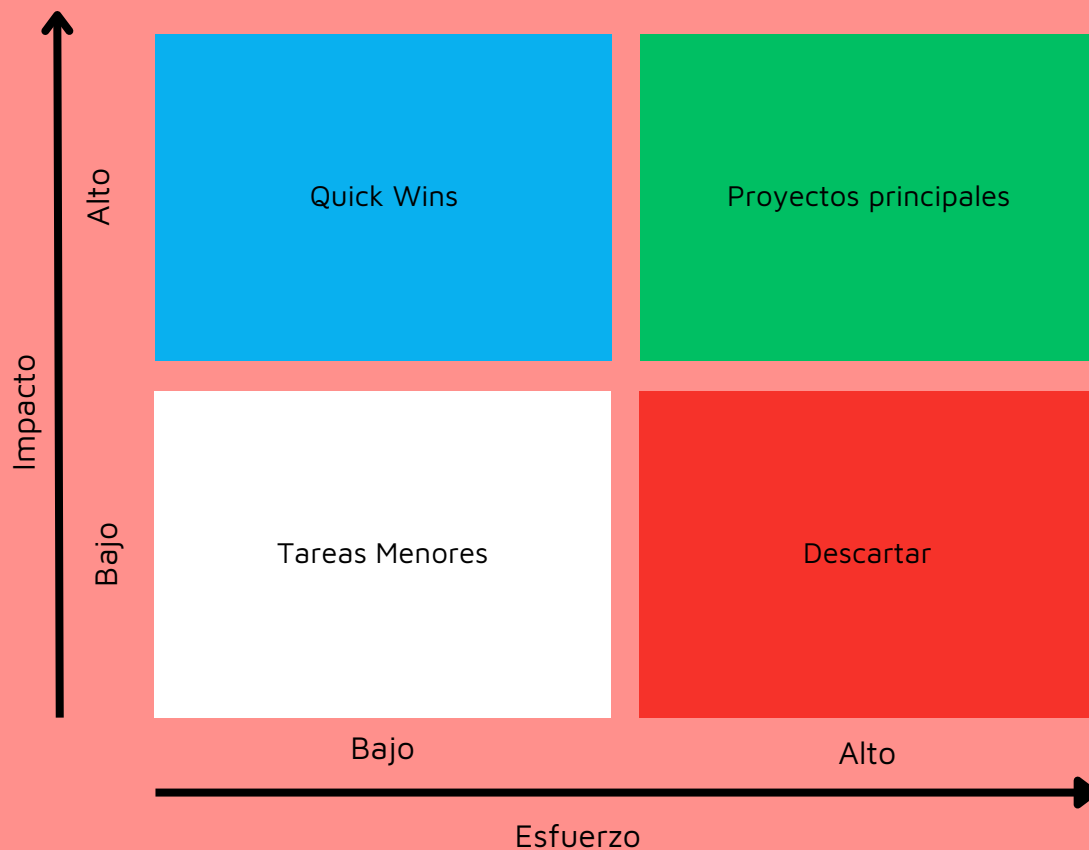 Alto
Quick Wins
Proyectos principales
Impacto
Bajo
Tareas Menores
Descartar
Bajo
Alto
Esfuerzo